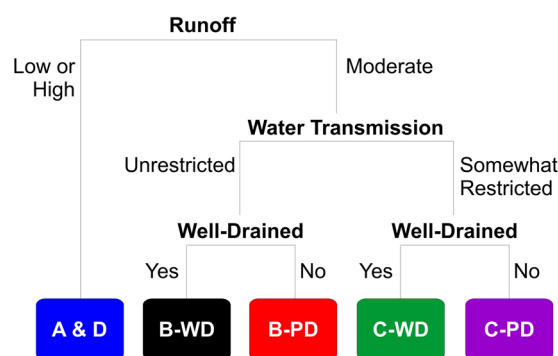 Runoff
Low or
High
Moderate
Water Transmission
Unrestricted
Somewhat
Restricted
Well-Drained
Well-Drained
Yes
No
Yes
No
A & D
B-WD
B-PD
C-WD
C-PD